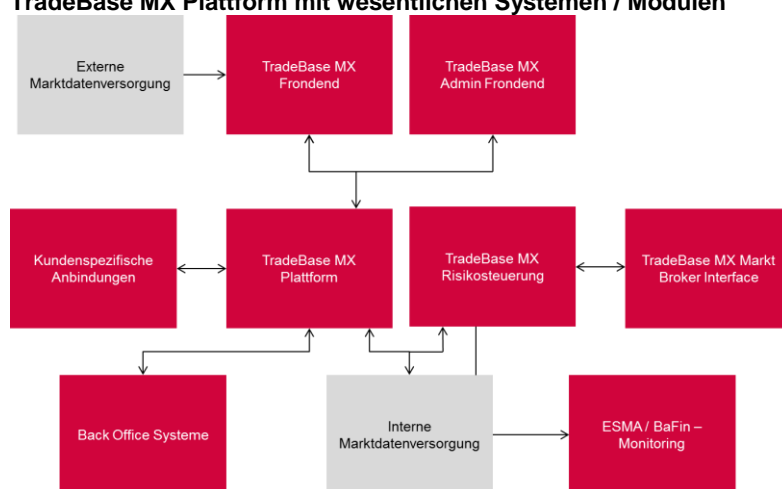 TradeBase MX Plattform mit wesentlichen Systemen / Modulen
Externe
Marktdatenversorgung
TradeBase MX
Frondend
TradeBase MX
Admin Frondend
Kundenspezifische
Anbindungen
TradeBase MX
Plattform
TradeBase MX
Risikosteuerung
TradeBase MX Markt
Broker Interface
Back Office Systeme
Interne
Marktdatenversorgung
ESMA / BaFin –
Monitoring